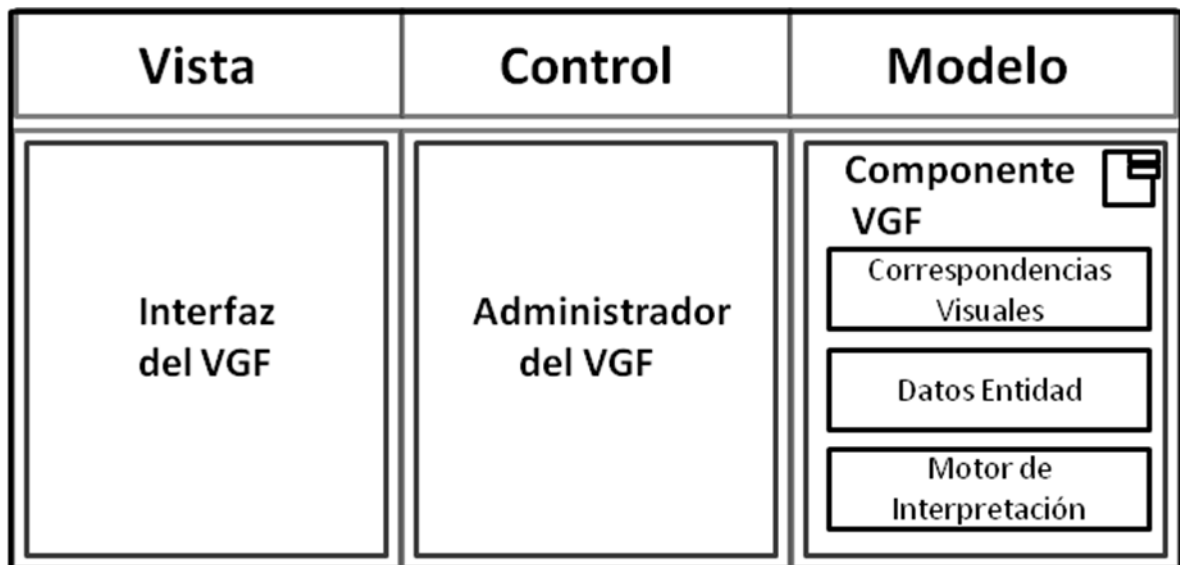 Vista
Control
Modelo
Interfaz
del VGF
Administrador
del VGF
Componente
VGF
Correspondencias
Visuales
Datos Entidad
Motor de
Interpretación